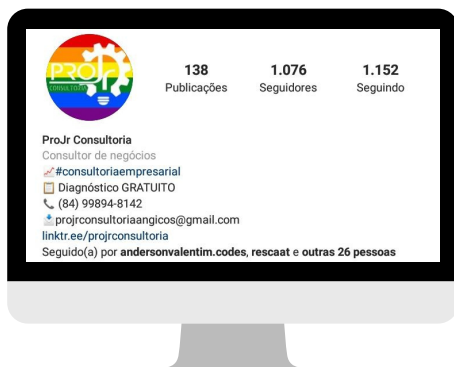 PROJr
CONSULTORIA
138 1.076 1.152
Publicações Seguidores Seguindo
ProJr Consultoria
Consultor de negócios
#consultoriaempresarial
Diagnóstico GRATUITO
(84) 99894-8142
projrconsultoriaangicos@gmail.com
linktr.ee/projrconsultoria
Seguido(a) por andersonvalentim.codes, rescaat e outras 26 pessoas